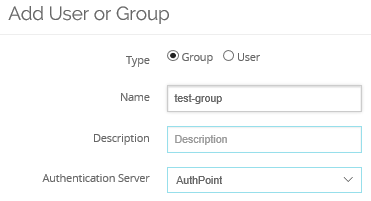 Add User or Group
Type Group User
Name test-group
Description Description
Authentication Server AuthPoint